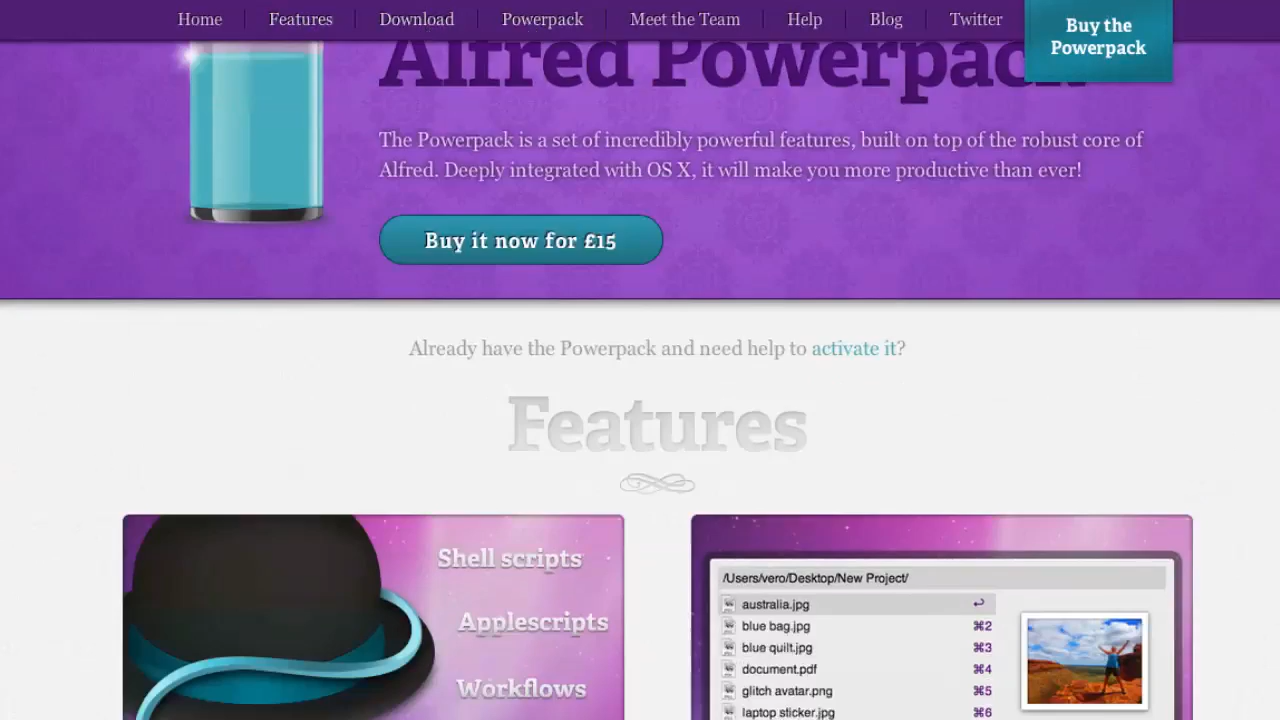 Home Features Download Powerpack Meet the Team Help Blog Twitter
Buy the
Powerpack
Alfred Powerpack
The Powerpack is a set of incredibly powerful features, built on top of the robust core of
Alfred. Deeply integrated with OS X, it will make you more productive than ever!
Buy it now for £15
Already have the Powerpack and need help to activate it?
Features
Shell scripts
Applescripts
Workflows
/Users/vero/Desktop/New Project/
australia.jpg ↩
blue bag.jpg ⌘2
blue quilt.jpg ⌘3
document.pdf ⌘4
glitch avatar.png ⌘5
laptop sticker.jpg ⌘6